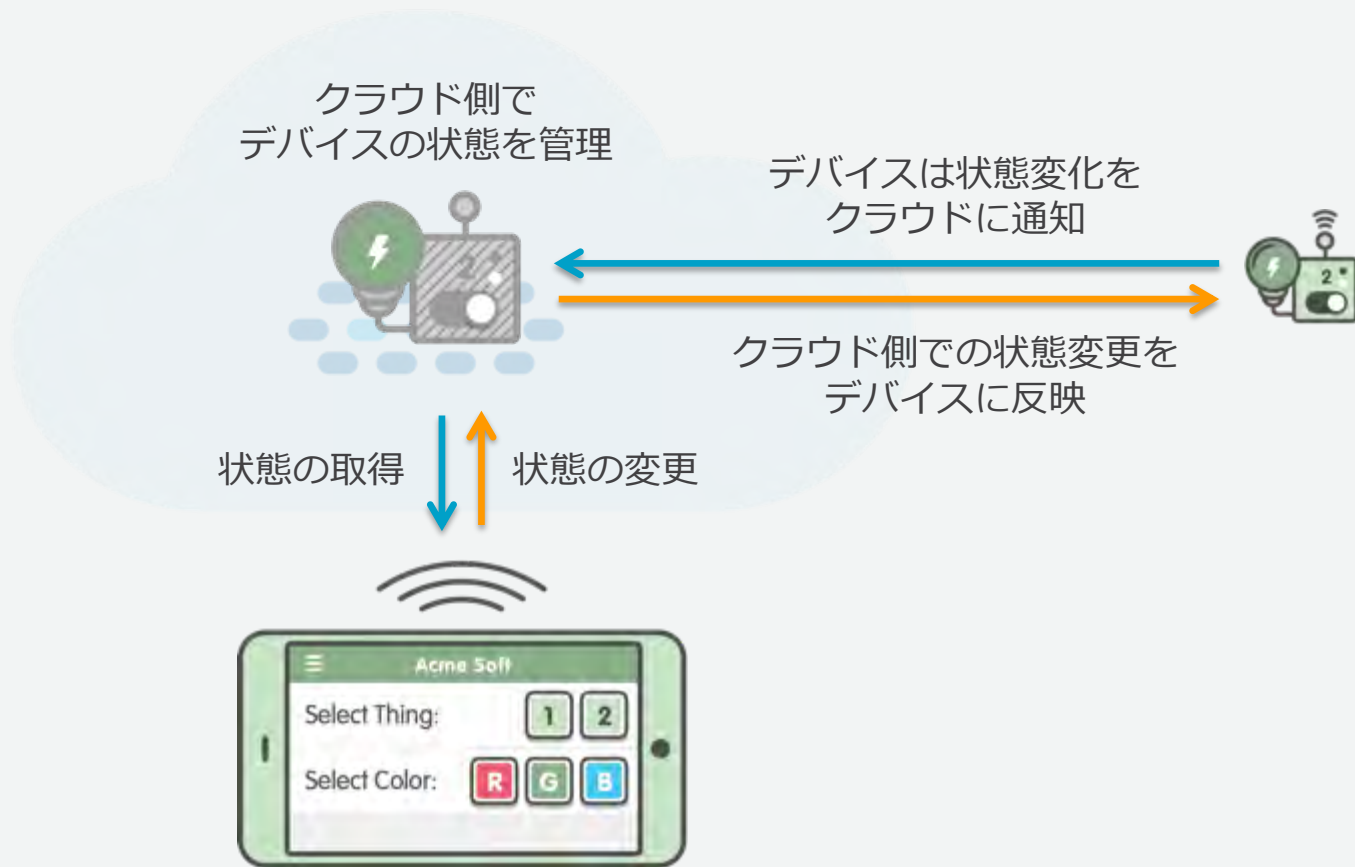 クラウド側で
デバイスの状態を管理
デバイスは状態変化を
クラウドに通知
2
2
クラウド側での状態変更を
デバイスに反映
状態の取得
状態の変更
Acme Soft
Select Thing:
1
2
Select Color:
R
G
B